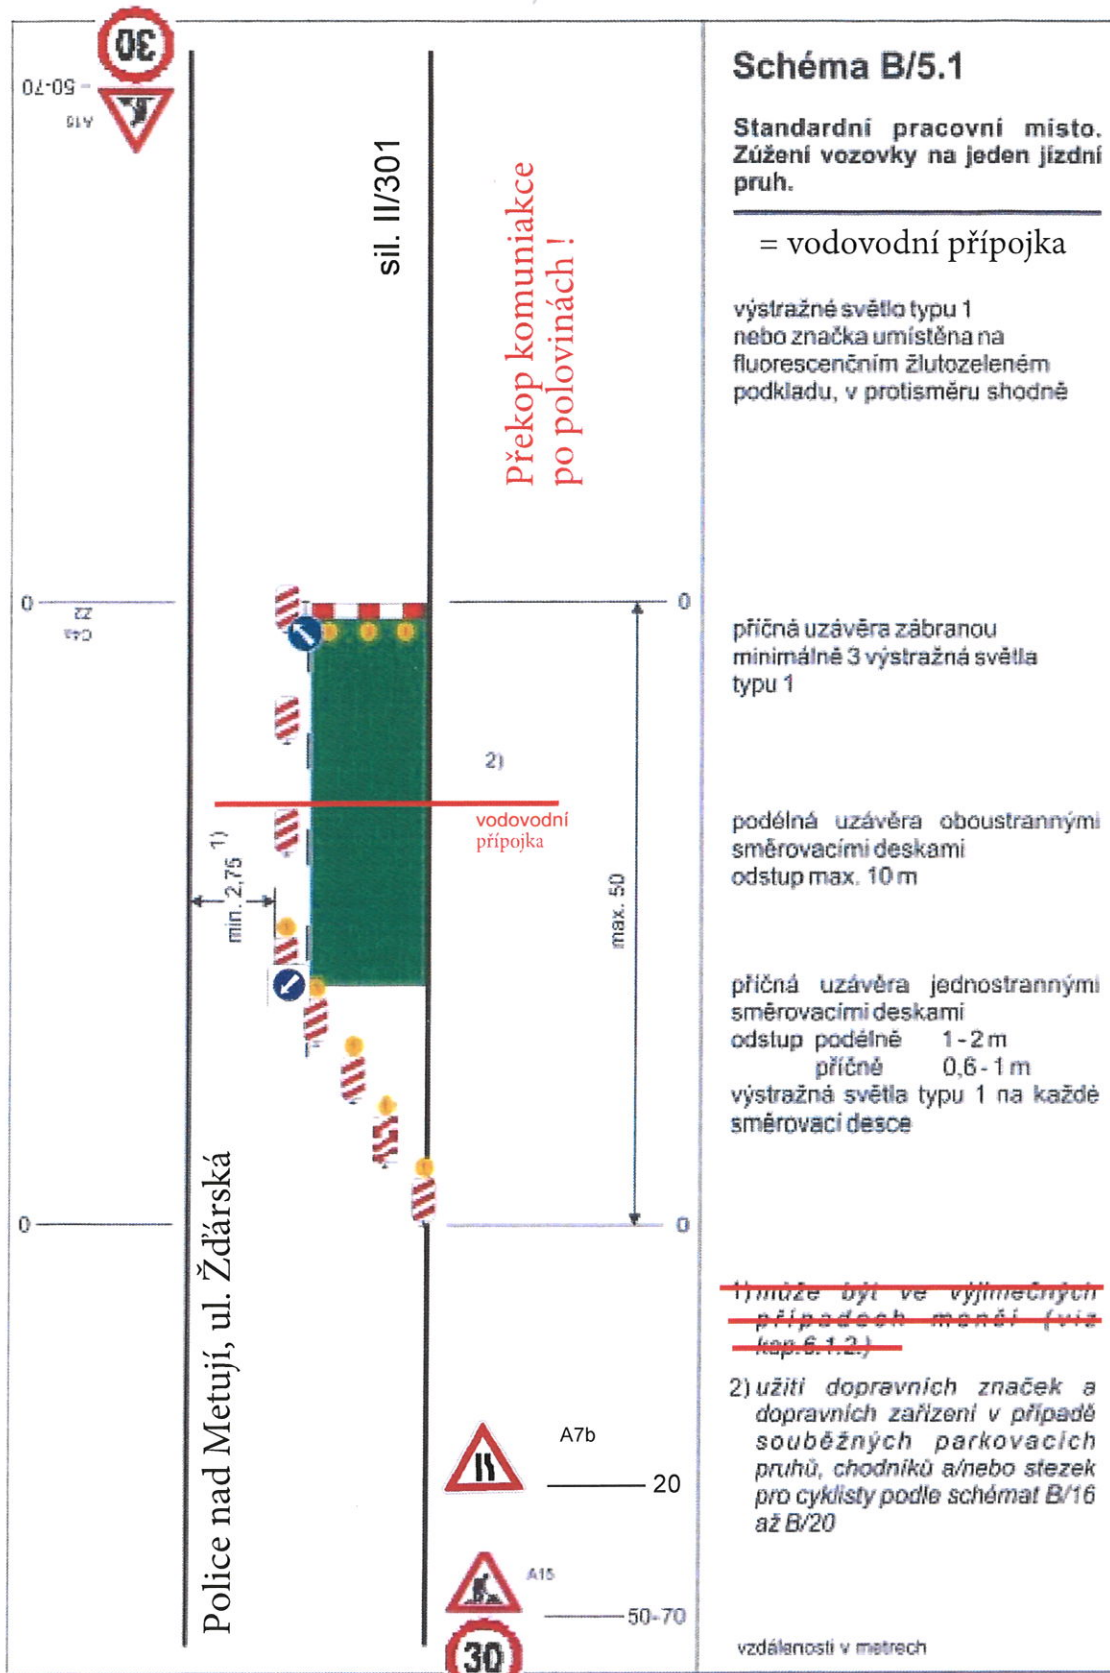 30
50-70
A15
sil. II/301
Překop komuniakce
po polovinách !
Schéma B/5.1
Standardní pracovní místo.
Zúžení vozovky na jeden jízdní
pruh.
= vodovodní přípojka
výstražné světlo typu 1
nebo značka umístěna na
fluorescenčním žlutozeleném
podkladu, v protisměru shodně
0
Z2
C4a
0
příčná uzávěra zábranou
minimálně 3 výstražná světla
typu 1
2)
vodovodní
přípojka
min. 2,75 1)
max. 50
podélná uzávěra oboustrannými
směrovacími deskami
odstup max. 10 m
příčná uzávěra jednostrannými
směrovacími deskami
odstup podélně 1-2 m
příčně 0,6-1 m
výstražná světla typu 1 na každé
směrovací desce
0
0
Police nad Metují, ul. Žďárská
1) může být ve výjimečných
případech menší (viz
kap.6.1.2.)
2) užití dopravních značek a
dopravních zařízení v případě
souběžných parkovacích
pruhů, chodníků a/nebo stezek
pro cyklisty podle schémat B/16
až B/20
A7b
20
A15
50-70
30
vzdálenosti v metrech